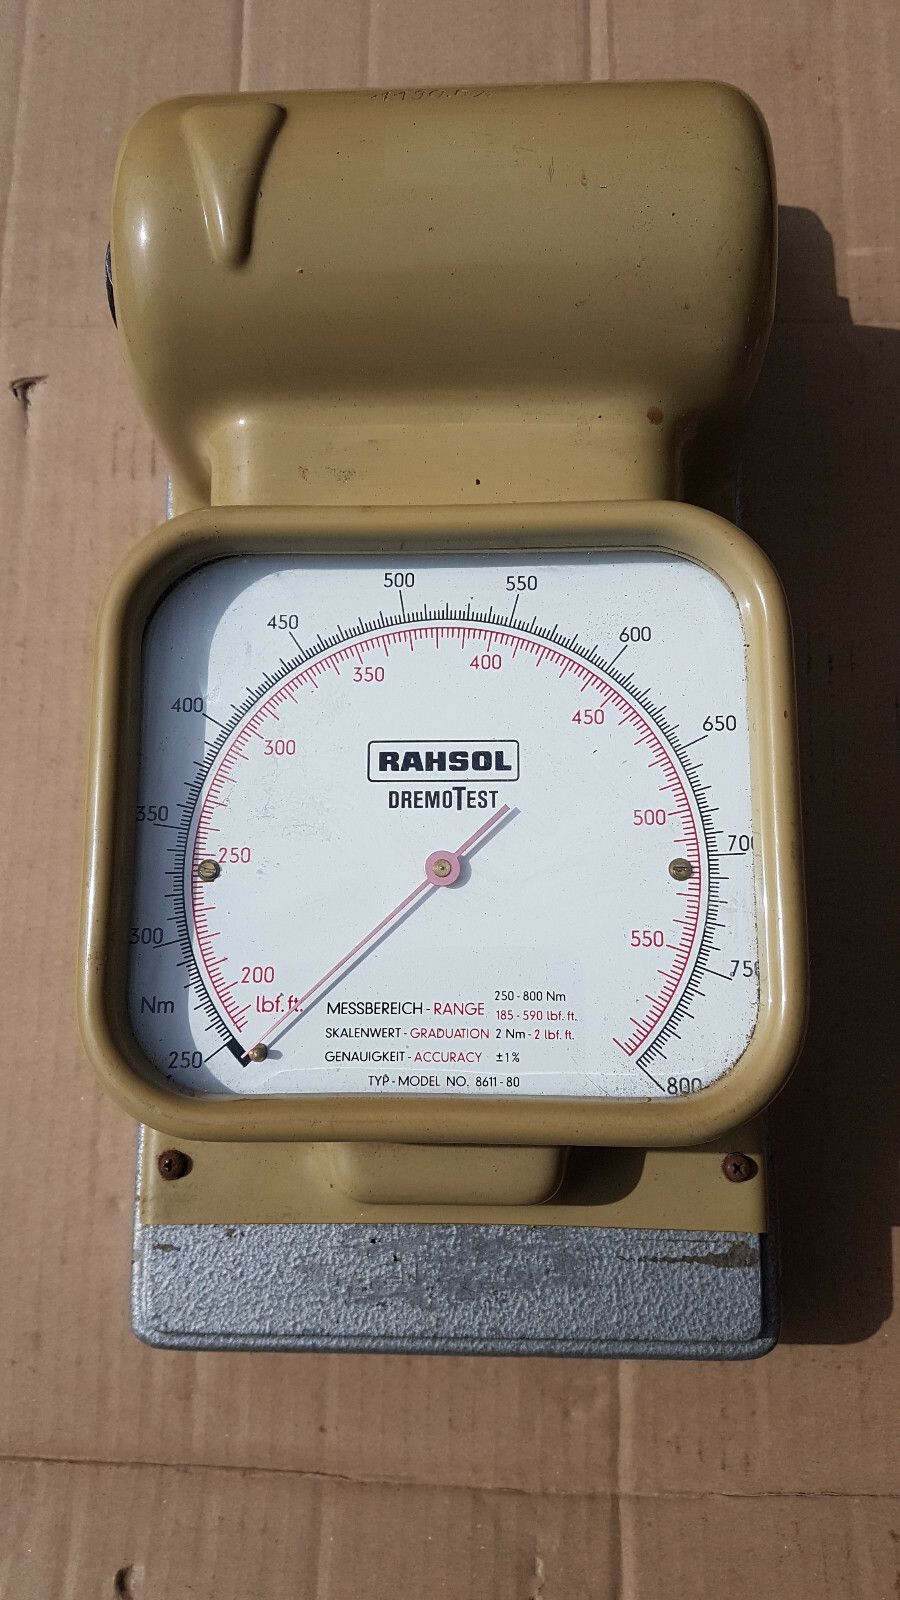 500
550
450
600
350
400
400
450
650
300
RAHSOL
DREMOTEST
350
500
700
250
300
550
750
200
Nm
lbf.ft.
MESSBEREICH - RANGE 250 - 800 Nm
185 - 590 lbf. ft.
SKALENWERT - GRADUATION 2 Nm - 2 lbf. ft.
GENAUIGKEIT - ACCURACY ±1%
250
TYP - MODEL NO. 8611 - 80
800